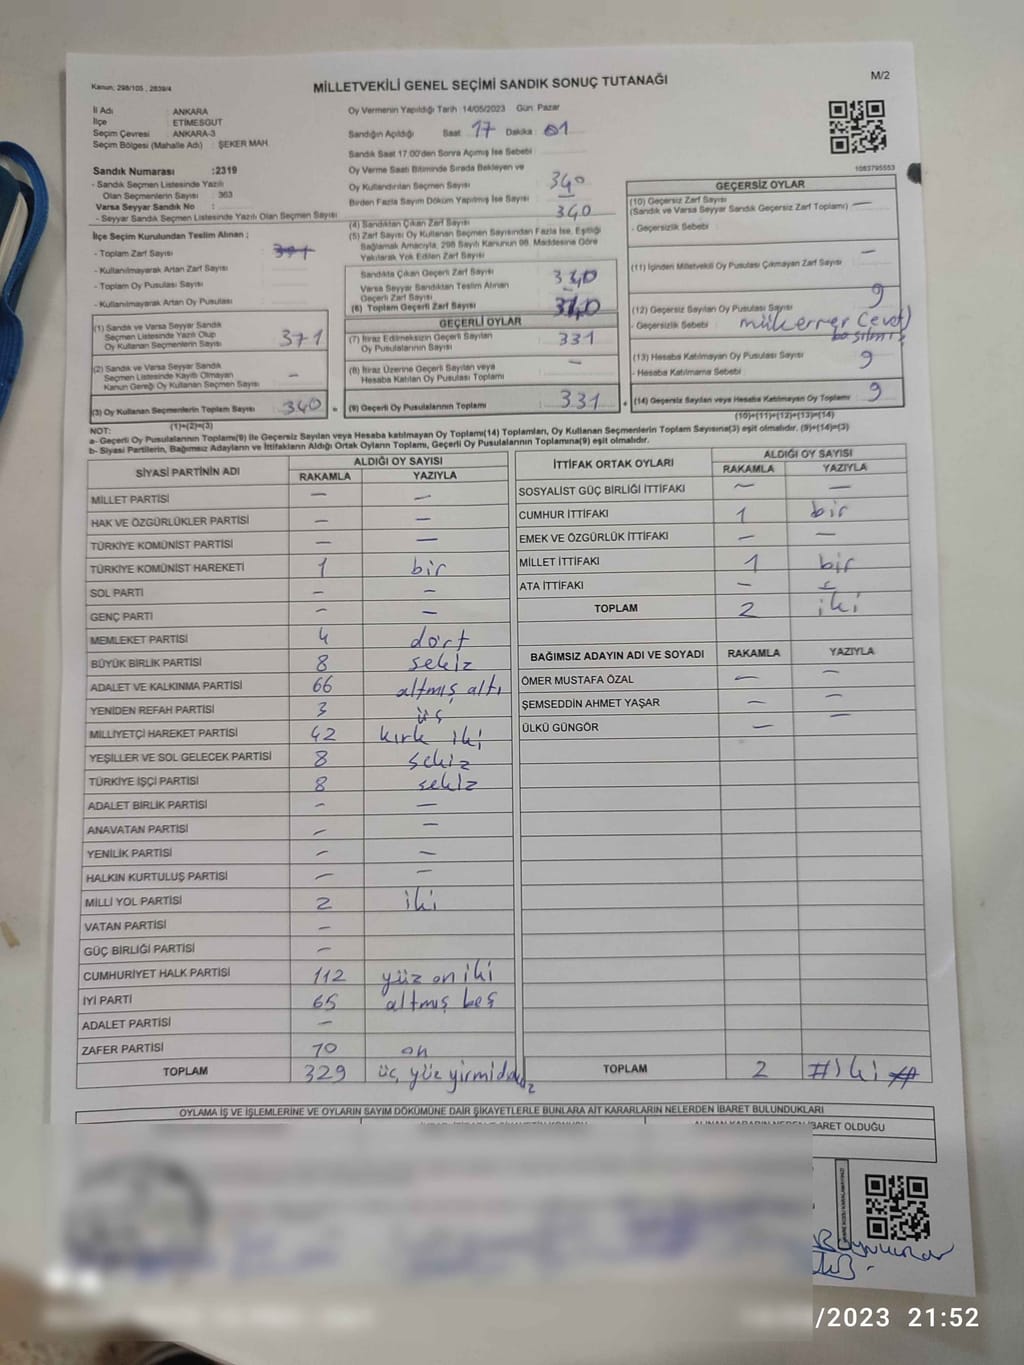 Kanun; 298/105 , 2839/4
MİLLETVEKİLİ GENEL SEÇİMİ SANDIK SONUÇ TUTANAĞI
M/2
İl Adı : ANKARA
İlçe : ETİMESGUT
Seçim Çevresi : ANKARA-3
Seçim Bölgesi (Mahalle Adı) : ŞEKER MAH.
Sandık Numarası :2319
- Sandık Seçmen Listesinde Yazılı
Olan Seçmenlerin Sayısı : 363
Varsa Seyyar Sandık No :
- Seyyar Sandık Seçmen Listesinde Yazılı Olan Seçmen Sayısı
İlçe Seçim Kurulundan Teslim Alınan ;
- Toplam Zarf Sayısı
- Kullanılmayarak Artan Zarf Sayısı
- Toplam Oy Pusulası Sayısı
- Kullanılmayarak Artan Oy Pusulası
(1) Sandık ve Varsa Seyyar Sandık
Seçmen Listesinde Yazılı Olup
Oy Kullanan Seçmenlerin Sayısı 371
(2) Sandık ve Varsa Seyyar Sandık
Seçmen Listesinde Kayıtlı Olmayan
Kanun Gereği Oy Kullanan Seçmen Sayısı -
(3) Oy Kullanan Seçmenlerin Toplam Sayısı 340
(1)+(2)=(3)
Oy Vermenin Yapıldığı Tarih :14/05/2023 Gün: Pazar
Sandığın Açıldığı Saat 17 Dakika : 01
Sandık Saat 17.00'den Sonra Açılmış İse Sebebi :
Oy Verme Saati Bitiminde Sırada Bekleyen ve
Oy Kullandırılan Seçmen Sayısı 340
Birden Fazla Sayım Döküm Yapılmış İse Sayısı
(4) Sandıktan Çıkan Zarf Sayısı 340
(5) Zarf Sayısı Oy Kullanan Seçmen Sayısından Fazla İse, Eşitliği
Sağlamak Amacıyla, 298 Sayılı Kanunun 98. Maddesine Göre
Yakılarak Yok Edilen Zarf Sayısı
Sandıkta Çıkan Geçerli Zarf Sayısı 340
Varsa Seyyar Sandıktan Teslim Alınan
Geçerli Zarf Sayısı -
(6) Toplam Geçerli Zarf Sayısı 340
GEÇERLİ OYLAR
(7) İtiraz Edilmeksizin Geçerli Sayılan
Oy Pusulalarının Sayısı 331
(8) İtiraz Üzerine Geçerli Sayılan veya
Hesaba Katılan Oy Pusulası Toplamı -
= (9) Geçerli Oy Pusulalarının Toplamı : 331
1083795553
GEÇERSİZ OYLAR
(10) Geçersiz Zarf Sayısı -
(Sandık ve Varsa Seyyar Sandık Geçersiz Zarf Toplamı)
- Geçersizlik Sebebi :
(11) İçinden Milletvekili Oy Pusulası Çıkmayan Zarf Sayısı -
(12) Geçersiz Sayılan Oy Pusulası Sayısı 9
- Geçersizlik Sebebi : mükerrer (evet)
basılmış
(13) Hesaba Katılmayan Oy Pusulası Sayısı 9
- Hesaba Katılmama Sebebi :
+ (14) Geçersiz Sayılan veya Hesaba Katılmayan Oy Toplamı 9
(10)+(11)+(12)+(13)=(14)
NOT:
a- Geçerli Oy Pusulalarının Toplamı(9) ile Geçersiz Sayılan veya Hesaba katılmayan Oy Toplamı(14) Toplamları, Oy Kullanan Seçmenlerin Toplam Sayısına(3) eşit olmalıdır. (9)+(14)=(3)
b- Siyasi Partilerin, Bağımsız Adayların ve İttifakların Aldığı Ortak Oyların Toplamı, Geçerli Oy Pusulalarının Toplamına(9) eşit olmalıdır.
SİYASİ PARTİNİN ADI ALDIĞI OY SAYISI
RAKAMLA YAZIYLA
MİLLET PARTİSİ - -
HAK VE ÖZGÜRLÜKLER PARTİSİ - -
TÜRKİYE KOMÜNİST PARTİSİ - -
TÜRKİYE KOMÜNİST HAREKETİ 1 bir
SOL PARTİ - -
GENÇ PARTİ - -
MEMLEKET PARTİSİ 4 dört
BÜYÜK BİRLİK PARTİSİ 8 sekiz
ADALET VE KALKINMA PARTİSİ 66 altmış altı
YENİDEN REFAH PARTİSİ 3 üç
MİLLİYETÇİ HAREKET PARTİSİ 42 kırk iki
YEŞİLLER VE SOL GELECEK PARTİSİ 8 sekiz
TÜRKİYE İŞÇİ PARTİSİ 8 sekiz
ADALET BİRLİK PARTİSİ - -
ANAVATAN PARTİSİ - -
YENİLİK PARTİSİ - -
HALKIN KURTULUŞ PARTİSİ - -
MİLLİ YOL PARTİSİ 2 iki
VATAN PARTİSİ -
GÜÇ BİRLİĞİ PARTİSİ -
CUMHURİYET HALK PARTİSİ 112 yüz on iki
İYİ PARTİ 65 altmış beş
ADALET PARTİSİ -
ZAFER PARTİSİ 10 on
TOPLAM 329 üç yüz yirmi dokuz
İTTİFAK ORTAK OYLARI ALDIĞI OY SAYISI
RAKAMLA YAZIYLA
SOSYALİST GÜÇ BİRLİĞİ İTTİFAKI - -
CUMHUR İTTİFAKI 1 bir
EMEK VE ÖZGÜRLÜK İTTİFAKI - -
MİLLET İTTİFAKI 1 bir
ATA İTTİFAKI -
TOPLAM 2 iki
BAĞIMSIZ ADAYIN ADI VE SOYADI RAKAMLA YAZIYLA
ÖMER MUSTAFA ÖZAL - -
ŞEMSEDDİN AHMET YAŞAR - -
ÜLKÜ GÜNGÖR - -
TOPLAM 2 #iki#
OYLAMA İŞ VE İŞLEMLERİNE VE OYLARIN SAYIM DÖKÜMÜNE DAİR ŞİKAYETLERLE BUNLARA AİT KARARLARIN NELERDEN İBARET BULUNDUKLARI
İBARET OLDUĞU
/2023 21:52